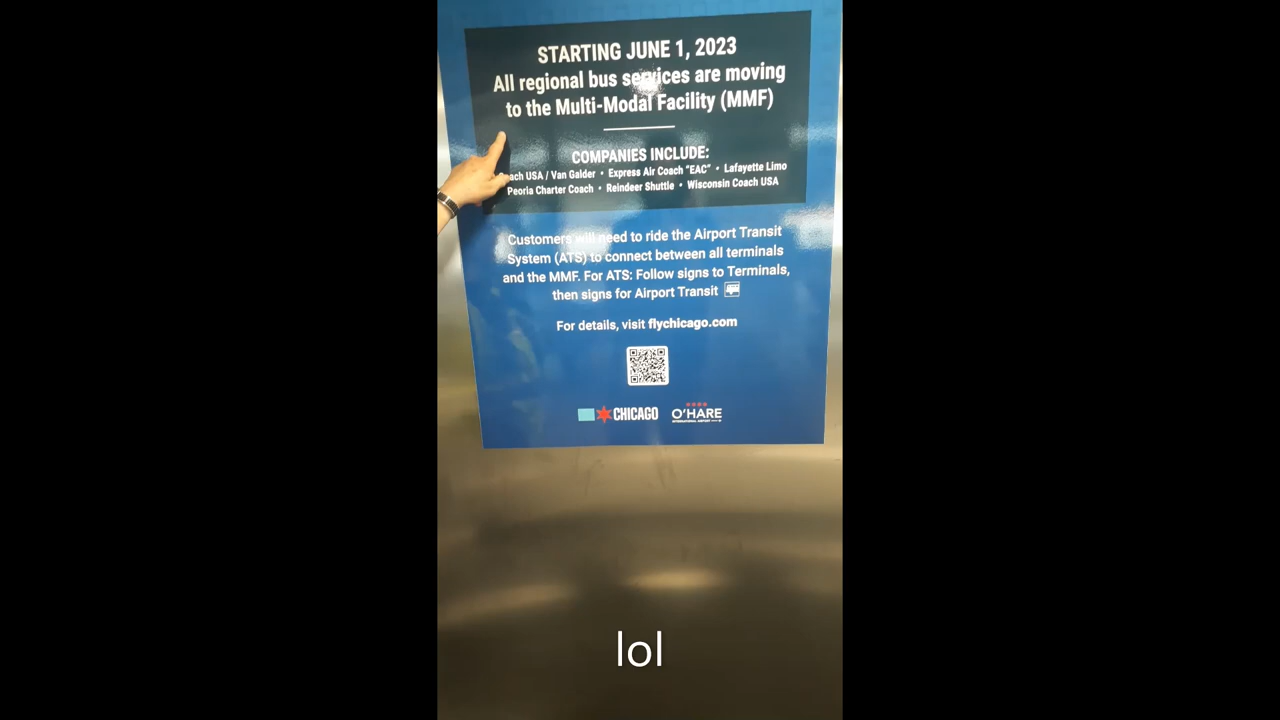 STARTING JUNE 1, 2023
All regional bus services are moving
to the Multi-Modal Facility (MMF)
COMPANIES INCLUDE:
Coach USA / Van Galder • Express Air Coach "EAC" • Lafayette Limo
Peoria Charter Coach • Reindeer Shuttle • Wisconsin Coach USA
Customers will need to ride the Airport Transit
System (ATS) to connect between all terminals
and the MMF. For ATS: Follow signs to Terminals,
then signs for Airport Transit
For details, visit flychicago.com
CHICAGO
O'HARE
INTERNATIONAL AIRPORT
lol